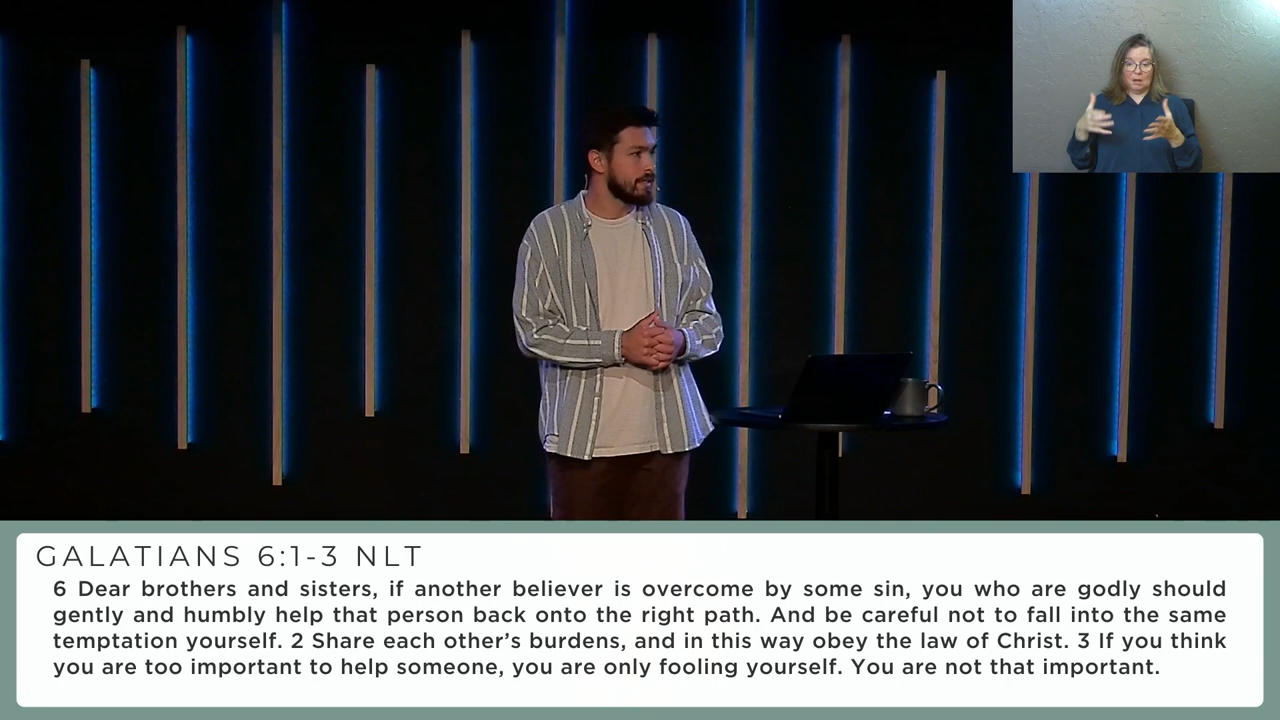 GALATIANS 6:1-3 NLT
6 Dear brothers and sisters, if another believer is overcome by some sin, you who are godly should
gently and humbly help that person back onto the right path. And be careful not to fall into the same
temptation yourself. 2 Share each other’s burdens, and in this way obey the law of Christ. 3 If you think
you are too important to help someone, you are only fooling yourself. You are not that important.